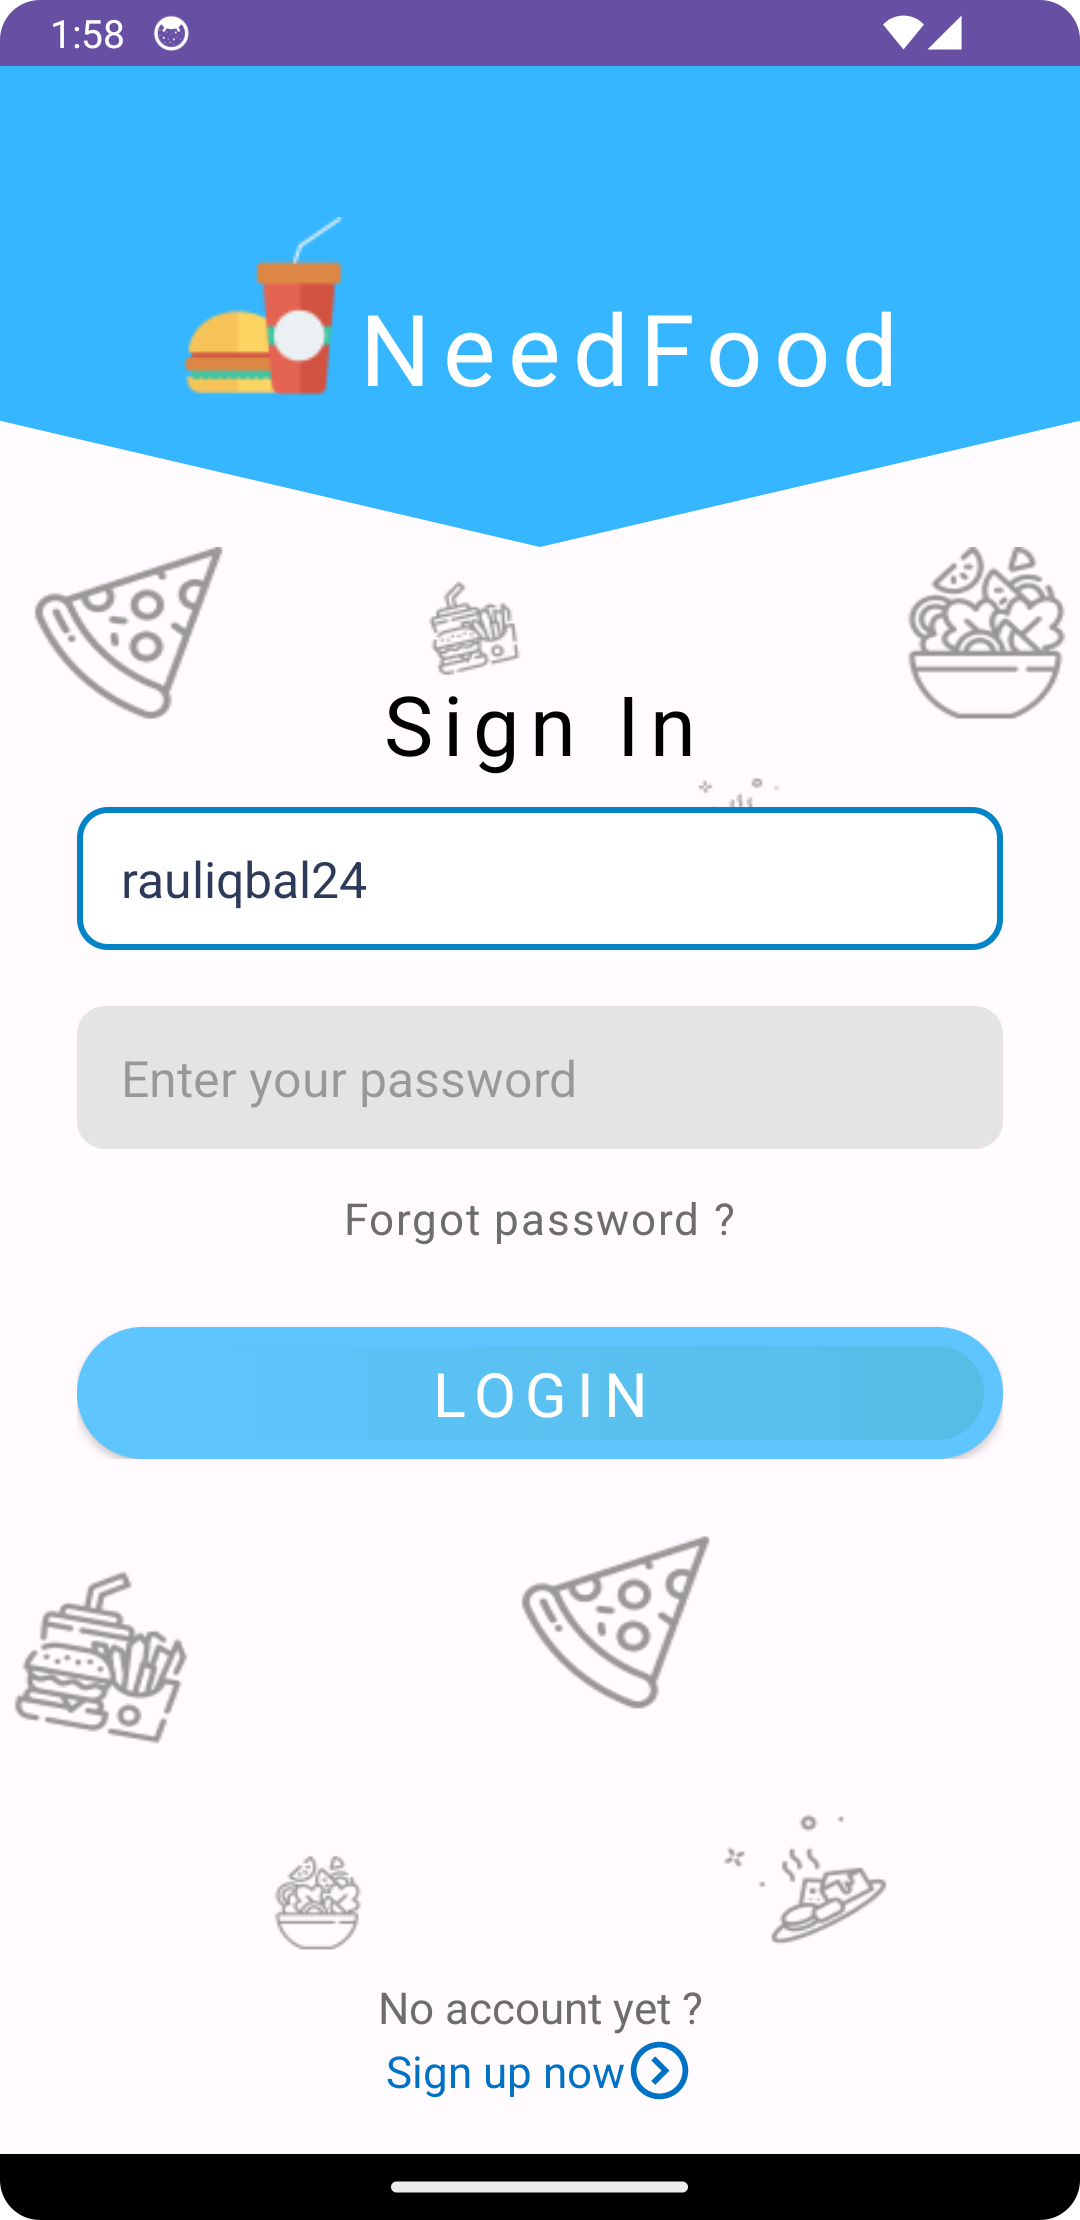 1:58
NeedFood
Sign In
rauliqbal24
Enter your password
Forgot password ?
LOGIN
No account yet ?
Sign up now